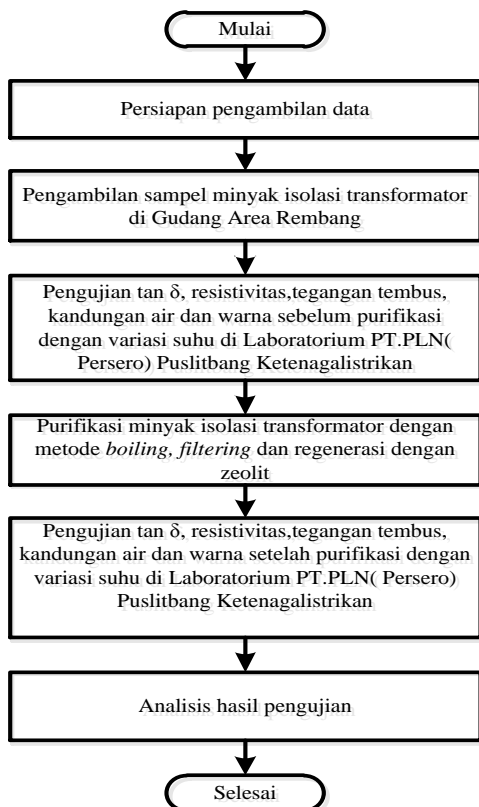 Mulai
Persiapan pengambilan data
Pengambilan sampel minyak isolasi transformator
di Gudang Area Rembang
Pengujian tan δ, resistivitas,tegangan tembus,
kandungan air dan warna sebelum purifikasi
dengan variasi suhu di Laboratorium PT.PLN(
Persero) Puslitbang Ketenagalistrikan
Purifikasi minyak isolasi transformator dengan
metode boiling, filtering dan regenerasi dengan
zeolit
Pengujian tan δ, resistivitas,tegangan tembus,
kandungan air dan warna setelah purifikasi dengan
variasi suhu di Laboratorium PT.PLN( Persero)
Puslitbang Ketenagalistrikan
Analisis hasil pengujian
Selesai